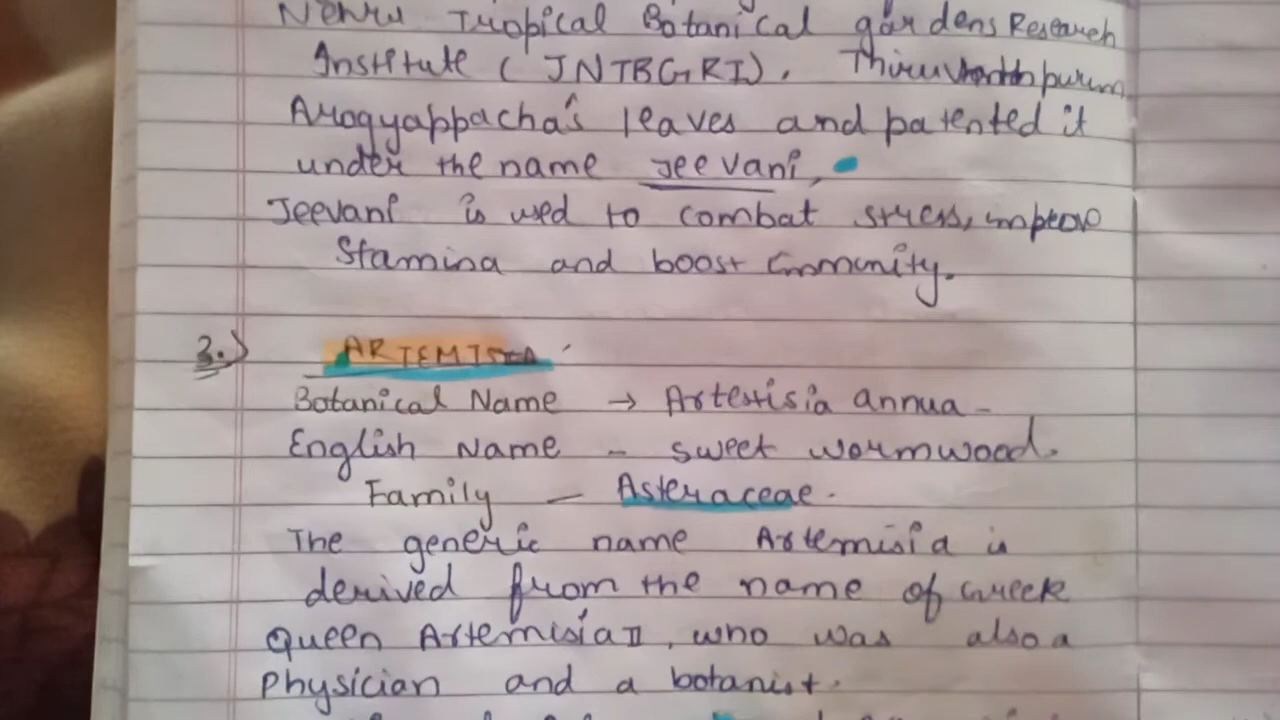 Nehru Tropical Botanical gardens Research
Institute (JNTBGRI).
Arogyappacha's leaves and patented it
under the name Jeevani,
Jeevani is used to combat stress, improv
Stamina and boost immunity.
3.) ARTEMISIA
Botanical Name → Artestisia annua -
English Name - sweet wormwood.
Family - Asteraceae.
The generic name Artemisia is
derived from the name of Greek
Queen Artemisia II, who was also a
Physician and a botanist.